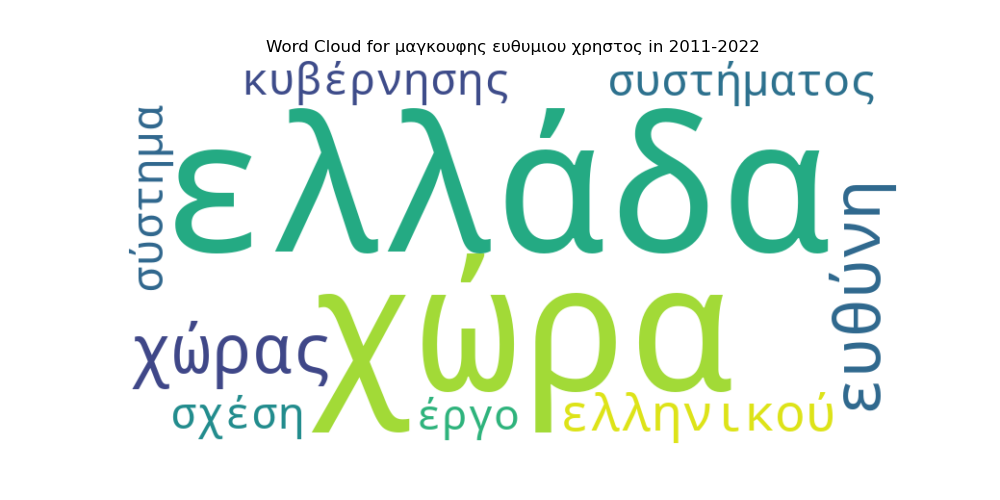 Word Cloud for μαγκουφης ευθυμιου χρηστος in 2011-2022
κυβέρνησης
συστήματος
σύστημα
ελλάδα
ευθύνη
χώρα
χώρας
σχέση
έργο
ελληνικού